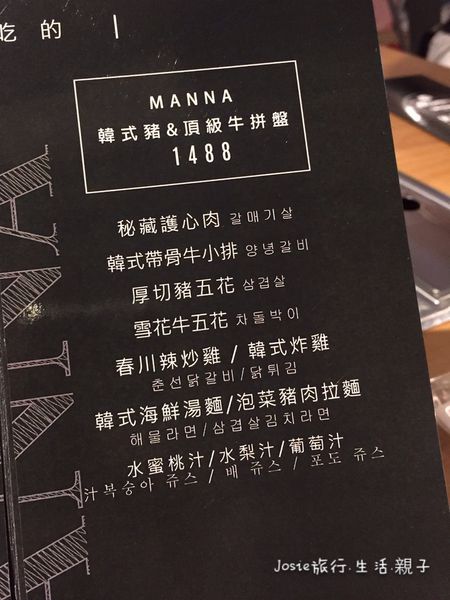 吃的 |
MANNA
韓式豬&頂級牛拼盤
1488
秘藏護心肉 갈매기살
韓式帶骨牛小排 양녕갈비
厚切豬五花 삼겹살
雪花牛五花 차돌박이
春川辣炒雞 / 韓式炸雞
춘선닭갈비/닭튀김
韓式海鮮湯麵/泡菜豬肉拉麵
해물라면/삼겹살김치라면
水蜜桃汁/水梨汁/葡萄汁
汁복숭아 쥬스 / 배 쥬스 / 포도 쥬스
Josie旅行.生活.親子